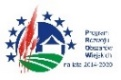 Program
Rozwoju
Obszarów
Wiejskich
na lata 2014-2020